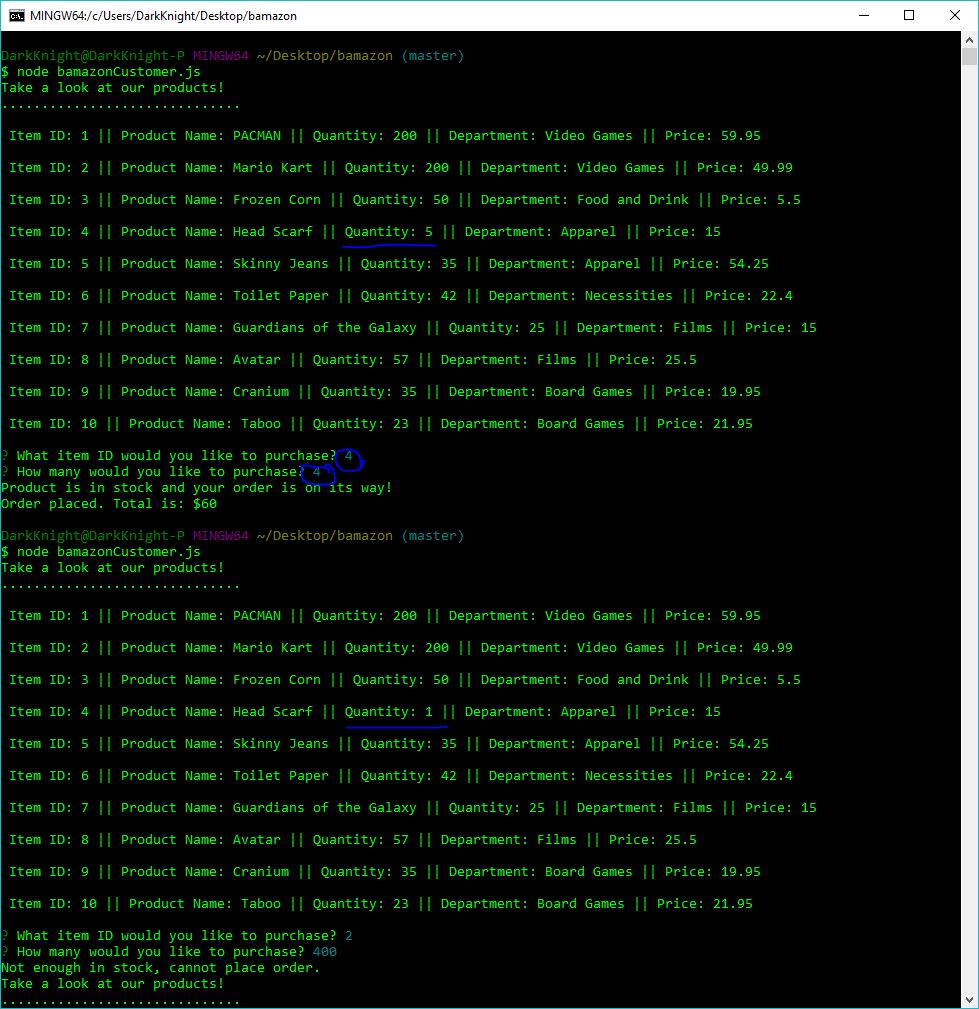 MINGW64:/c/Users/DarkKnight/Desktop/bamazon
DarkKnight@DarkKnight-P MINGW64 ~/Desktop/bamazon (master)
$ node bamazonCustomer.js
Take a look at our products!
..............................
Item ID: 1 || Product Name: PACMAN || Quantity: 200 || Department: Video Games || Price: 59.95
Item ID: 2 || Product Name: Mario Kart || Quantity: 200 || Department: Video Games || Price: 49.99
Item ID: 3 || Product Name: Frozen Corn || Quantity: 50 || Department: Food and Drink || Price: 5.5
Item ID: 4 || Product Name: Head Scarf || Quantity: 5 || Department: Apparel || Price: 15
Item ID: 5 || Product Name: Skinny Jeans || Quantity: 35 || Department: Apparel || Price: 54.25
Item ID: 6 || Product Name: Toilet Paper || Quantity: 42 || Department: Necessities || Price: 22.4
Item ID: 7 || Product Name: Guardians of the Galaxy || Quantity: 25 || Department: Films || Price: 15
Item ID: 8 || Product Name: Avatar || Quantity: 57 || Department: Films || Price: 25.5
Item ID: 9 || Product Name: Cranium || Quantity: 35 || Department: Board Games || Price: 19.95
Item ID: 10 || Product Name: Taboo || Quantity: 23 || Department: Board Games || Price: 21.95
? What item ID would you like to purchase? 4
? How many would you like to purchase? 4
Product is in stock and your order is on its way!
Order placed. Total is: $60
DarkKnight@DarkKnight-P MINGW64 ~/Desktop/bamazon (master)
$ node bamazonCustomer.js
Take a look at our products!
..............................
Item ID: 1 || Product Name: PACMAN || Quantity: 200 || Department: Video Games || Price: 59.95
Item ID: 2 || Product Name: Mario Kart || Quantity: 200 || Department: Video Games || Price: 49.99
Item ID: 3 || Product Name: Frozen Corn || Quantity: 50 || Department: Food and Drink || Price: 5.5
Item ID: 4 || Product Name: Head Scarf || Quantity: 1 || Department: Apparel || Price: 15
Item ID: 5 || Product Name: Skinny Jeans || Quantity: 35 || Department: Apparel || Price: 54.25
Item ID: 6 || Product Name: Toilet Paper || Quantity: 42 || Department: Necessities || Price: 22.4
Item ID: 7 || Product Name: Guardians of the Galaxy || Quantity: 25 || Department: Films || Price: 15
Item ID: 8 || Product Name: Avatar || Quantity: 57 || Department: Films || Price: 25.5
Item ID: 9 || Product Name: Cranium || Quantity: 35 || Department: Board Games || Price: 19.95
Item ID: 10 || Product Name: Taboo || Quantity: 23 || Department: Board Games || Price: 21.95
? What item ID would you like to purchase? 2
? How many would you like to purchase? 400
Not enough in stock, cannot place order.
Take a look at our products!
..............................